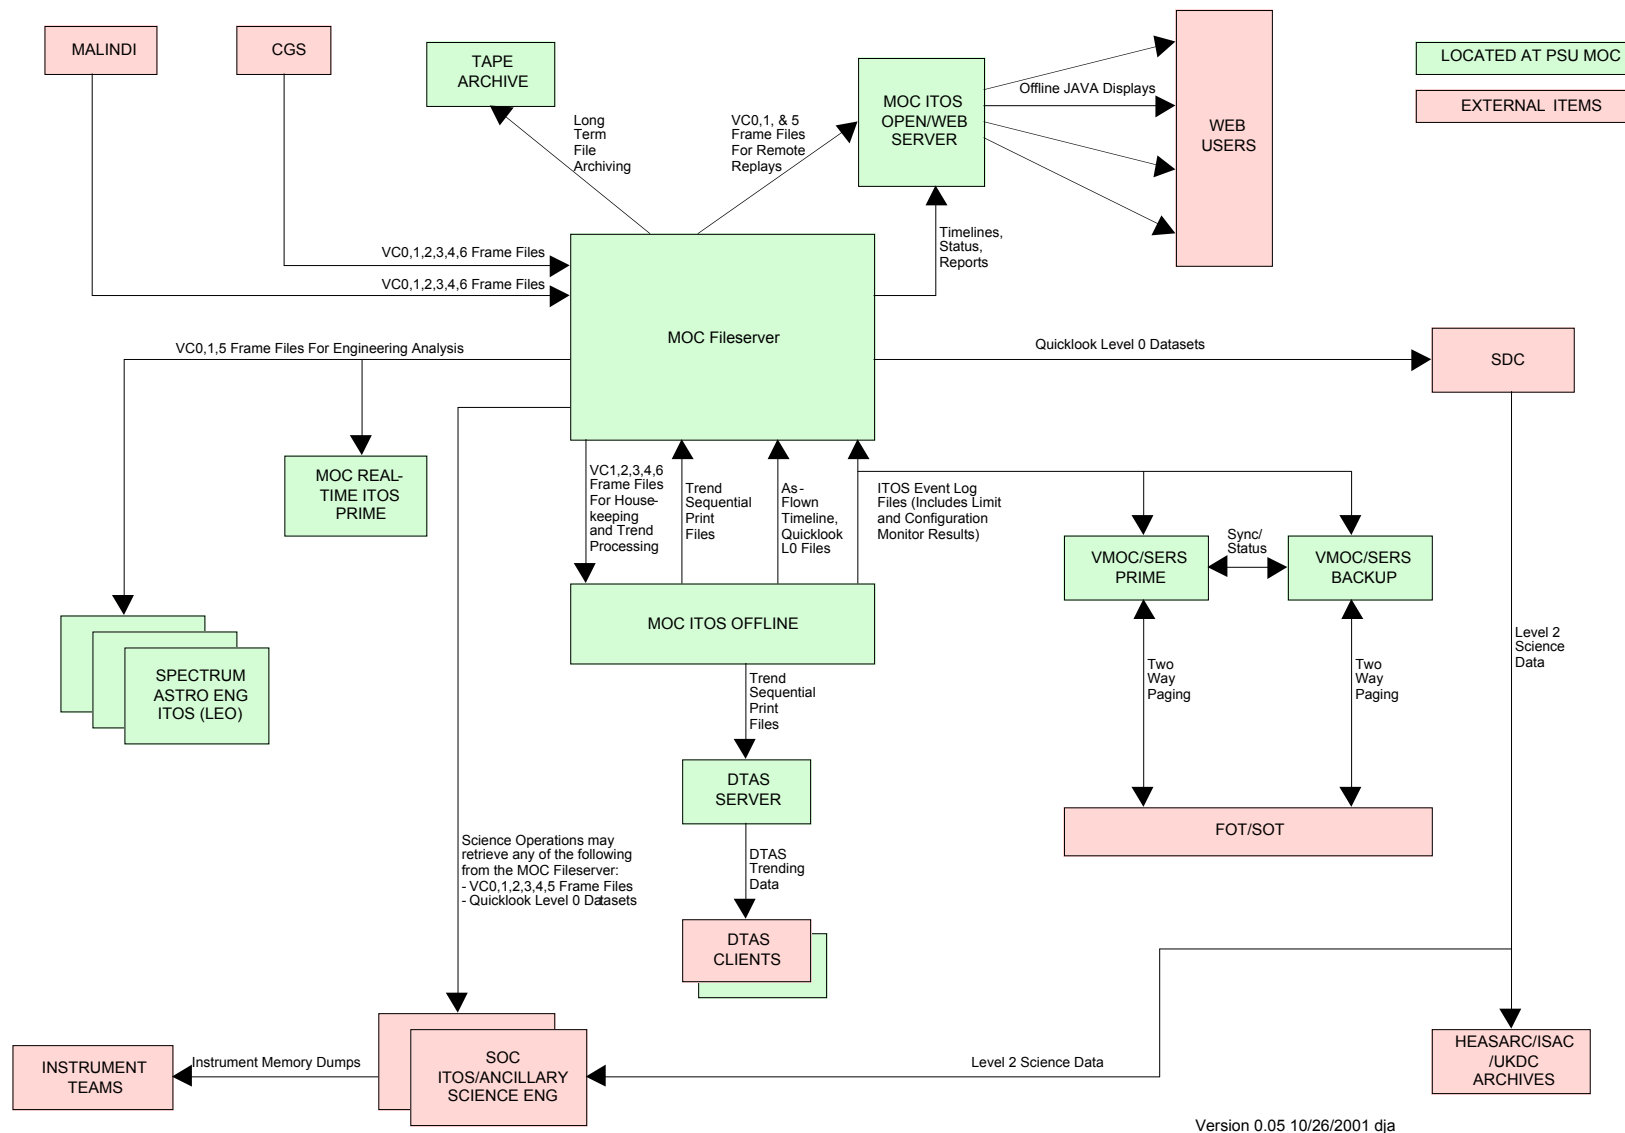 MALINDI
CGS
TAPE
ARCHIVE
MOC ITOS
OPEN/WEB
SERVER
WEB
USERS
LOCATED AT PSU MOC
EXTERNAL ITEMS
Offline JAVA Displays
Long
Term
File
Archiving
VC0,1, & 5
Frame Files
For Remote
Replays
Timelines,
Status,
Reports
VC0,1,2,3,4,6 Frame Files
VC0,1,2,3,4,6 Frame Files
MOC Fileserver
VC0,1,5 Frame Files For Engineering Analysis
Quicklook Level 0 Datasets
SDC
MOC REAL-
TIME ITOS
PRIME
VC1,2,3,4,6
Frame Files
For House-
keeping
and Trend
Processing
Trend
Sequential
Print
Files
As-
Flown
Timeline,
Quicklook
L0 Files
ITOS Event Log
Files (Includes Limit
and Configuration
Monitor Results)
VMOC/SERS
PRIME
Sync/
Status
VMOC/SERS
BACKUP
MOC ITOS OFFLINE
SPECTRUM
ASTRO ENG
ITOS (LEO)
Trend
Sequential
Print
Files
Two
Way
Paging
Two
Way
Paging
Level 2
Science
Data
DTAS
SERVER
FOT/SOT
Science Operations may
retrieve any of the following
from the MOC Fileserver:
- VC0,1,2,3,4,5 Frame Files
- Quicklook Level 0 Datasets
DTAS
Trending
Data
DTAS
CLIENTS
INSTRUMENT
TEAMS
Instrument Memory Dumps
SOC
ITOS/ANCILLARY
SCIENCE ENG
Level 2 Science Data
HEASARC/ISAC
/UKDC
ARCHIVES
Version 0.05 10/26/2001 dja